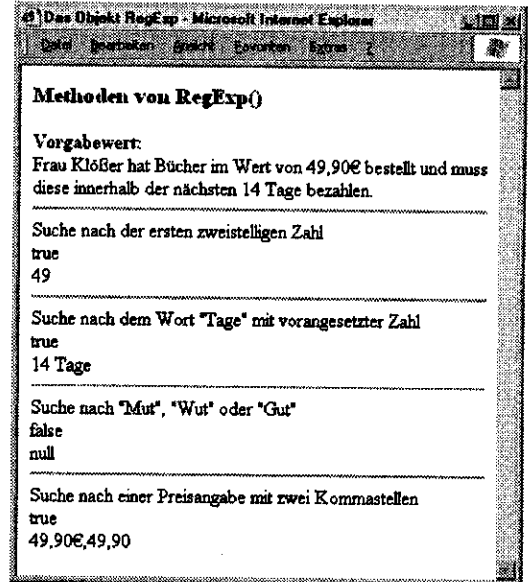 Das Objekt RegExp - Microsoft Internet Explorer
Datei Bearbeiten Ansicht Favoriten Extras ?
Methoden von RegExp()
Vorgabewert:
Frau Klößer hat Bücher im Wert von 49,90€ bestellt und muss
diese innerhalb der nächsten 14 Tage bezahlen.
Suche nach der ersten zweistelligen Zahl
true
49
Suche nach dem Wort "Tage" mit vorangesetzter Zahl
true
14 Tage
Suche nach "Mut", "Wut" oder "Gut"
false
null
Suche nach einer Preisangabe mit zwei Kommastellen
true
49,90€,49,90